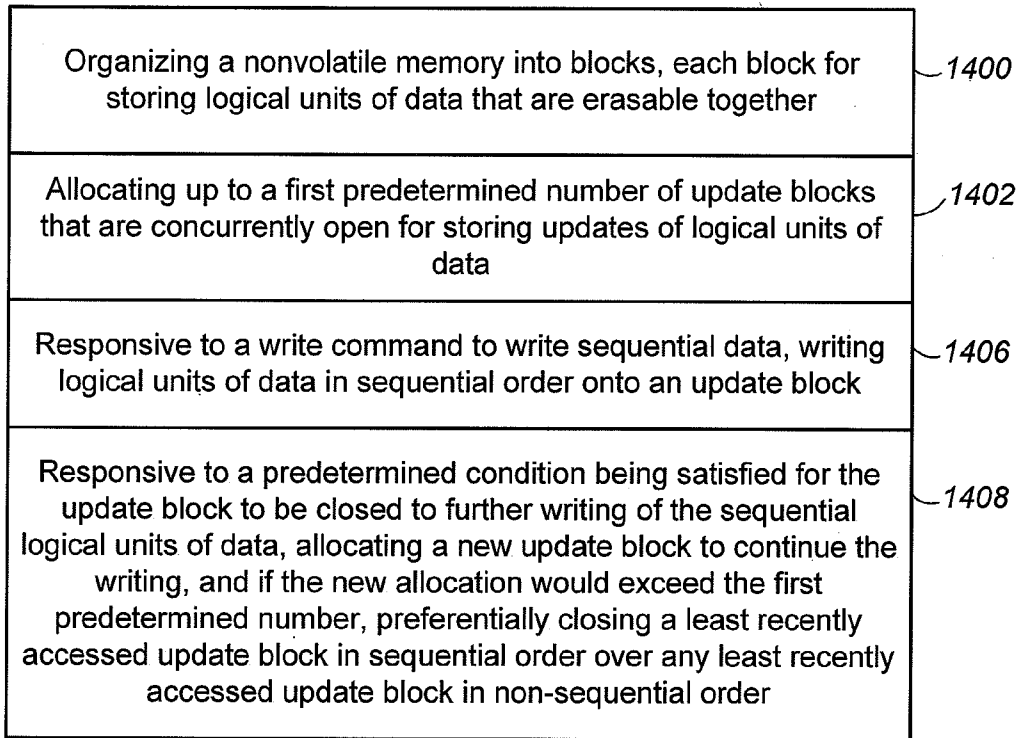 Organizing a nonvolatile memory into blocks, each block for
storing logical units of data that are erasable together
1400
Allocating up to a first predetermined number of update blocks
that are concurrently open for storing updates of logical units of
data
1402
Responsive to a write command to write sequential data, writing
logical units of data in sequential order onto an update block
1406
Responsive to a predetermined condition being satisfied for the
update block to be closed to further writing of the sequential
logical units of data, allocating a new update block to continue the
writing, and if the new allocation would exceed the first
predetermined number, preferentially closing a least recently
accessed update block in sequential order over any least recently
accessed update block in non-sequential order
1408